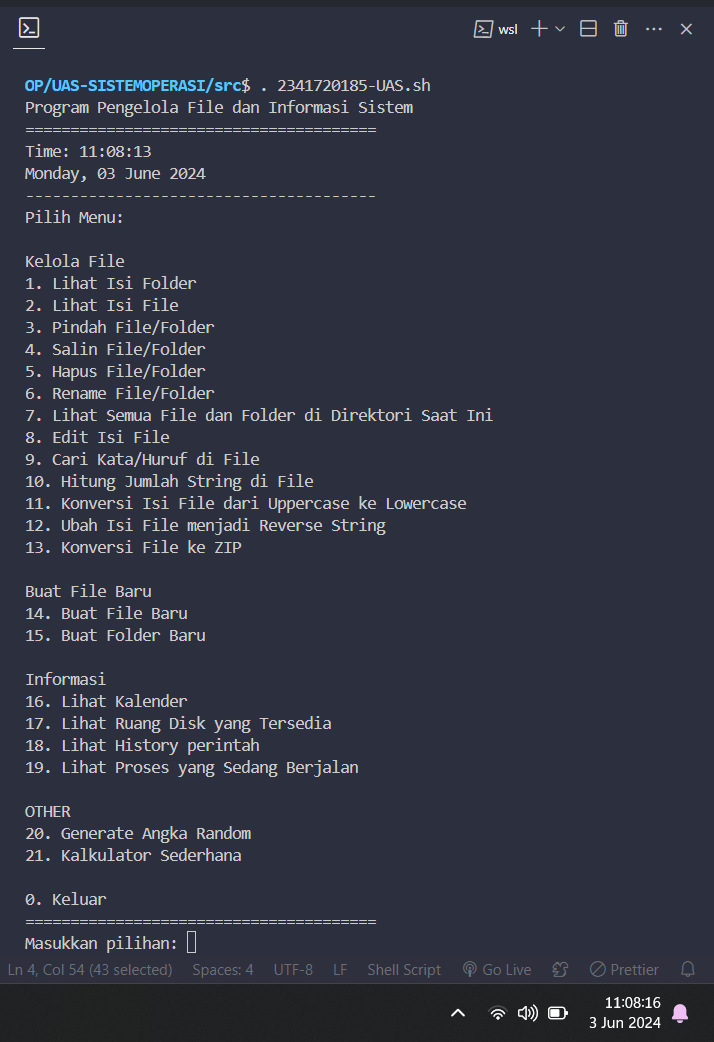 wsl
OP/UAS-SISTEMOPERASI/src$ . 2341720185-UAS.sh
Program Pengelola File dan Informasi Sistem
=======================================
Time: 11:08:13
Monday, 03 June 2024
---------------------------------------
Pilih Menu:
Kelola File
1. Lihat Isi Folder
2. Lihat Isi File
3. Pindah File/Folder
4. Salin File/Folder
5. Hapus File/Folder
6. Rename File/Folder
7. Lihat Semua File dan Folder di Direktori Saat Ini
8. Edit Isi File
9. Cari Kata/Huruf di File
10. Hitung Jumlah String di File
11. Konversi Isi File dari Uppercase ke Lowercase
12. Ubah Isi File menjadi Reverse String
13. Konversi File ke ZIP
Buat File Baru
14. Buat File Baru
15. Buat Folder Baru
Informasi
16. Lihat Kalender
17. Lihat Ruang Disk yang Tersedia
18. Lihat History perintah
19. Lihat Proses yang Sedang Berjalan
OTHER
20. Generate Angka Random
21. Kalkulator Sederhana
0. Keluar
=======================================
Masukkan pilihan:
Ln 4, Col 54 (43 selected) Spaces: 4 UTF-8 LF Shell Script Go Live Prettier
11:08:16
3 Jun 2024